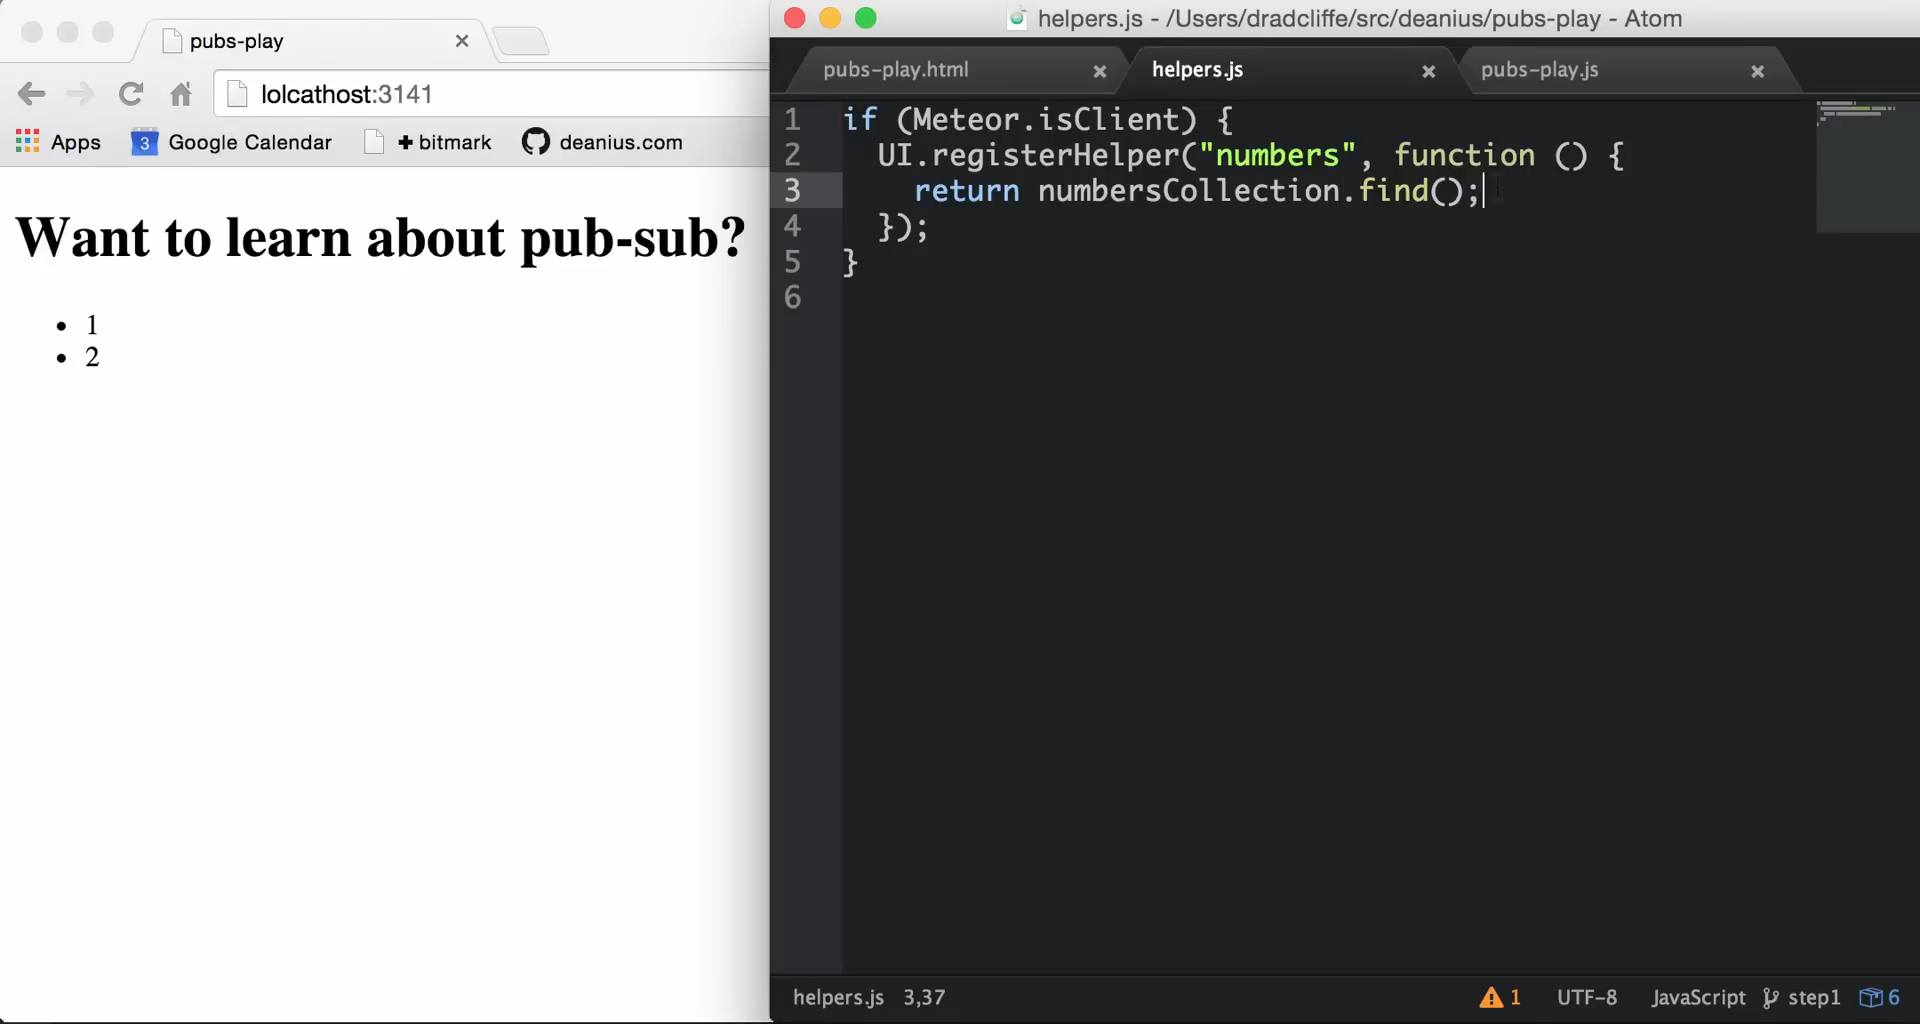 pubs-play
lolcathost:3141
Apps
3
Google Calendar
+ bitmark
deanius.com
Want to learn about pub-sub?
• 1
• 2
helpers.js - /Users/dradcliffe/src/deanius/pubs-play - Atom
pubs-play.html
helpers.js
pubs-play.js
1 if (Meteor.isClient) {
2 UI.registerHelper("numbers", function () {
3 return numbersCollection.find();
4 });
5 }
6
helpers.js 3,37
1 UTF-8 JavaScript step1 6